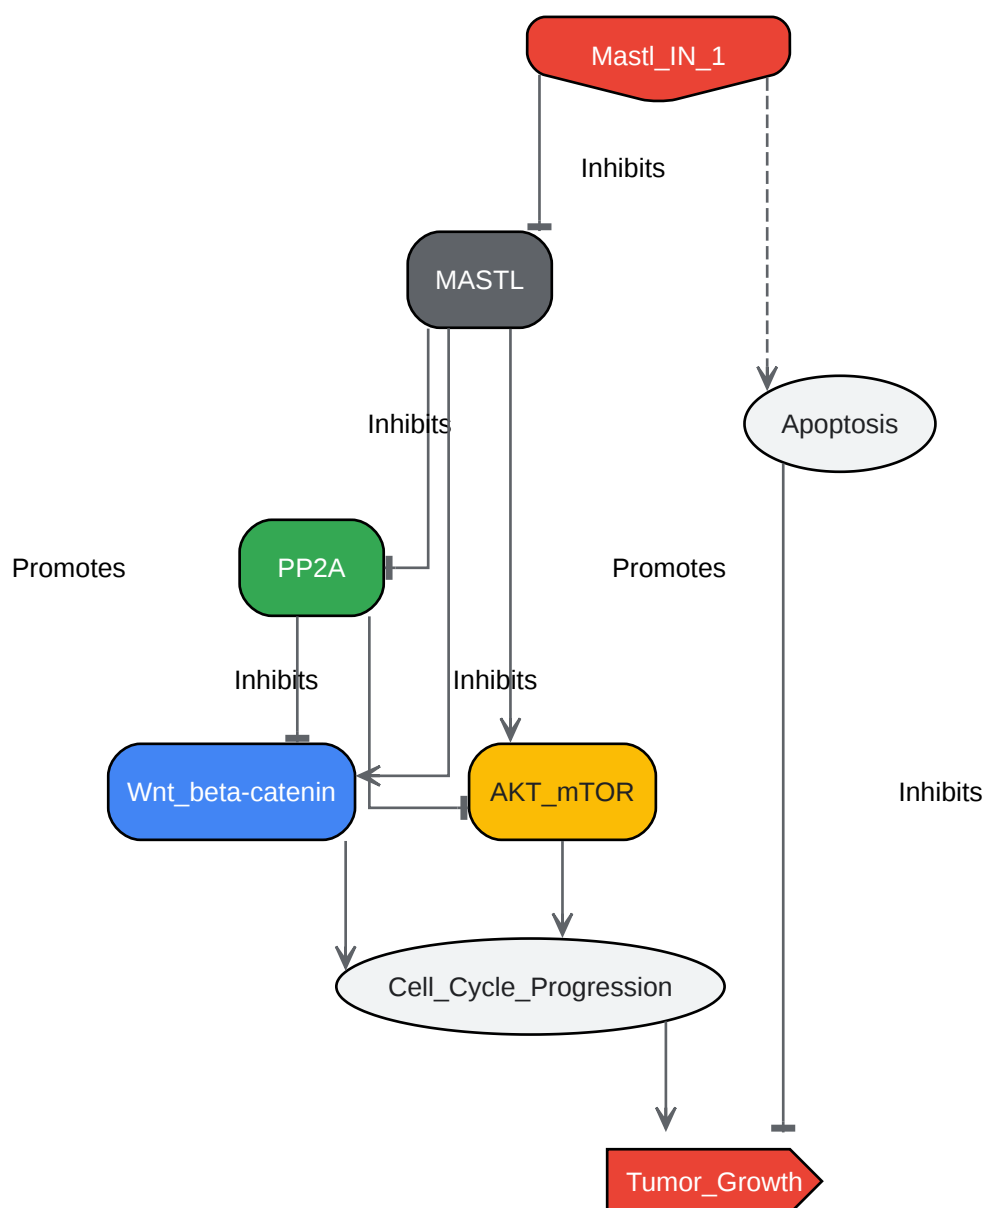 Mastl_IN_1
Inhibits
MASTL
Inhibits
Apoptosis
Promotes
PP2A
Promotes
Inhibits
Inhibits
Wnt_beta-catenin
AKT_mTOR
Inhibits
Cell_Cycle_Progression
Tumor_Growth